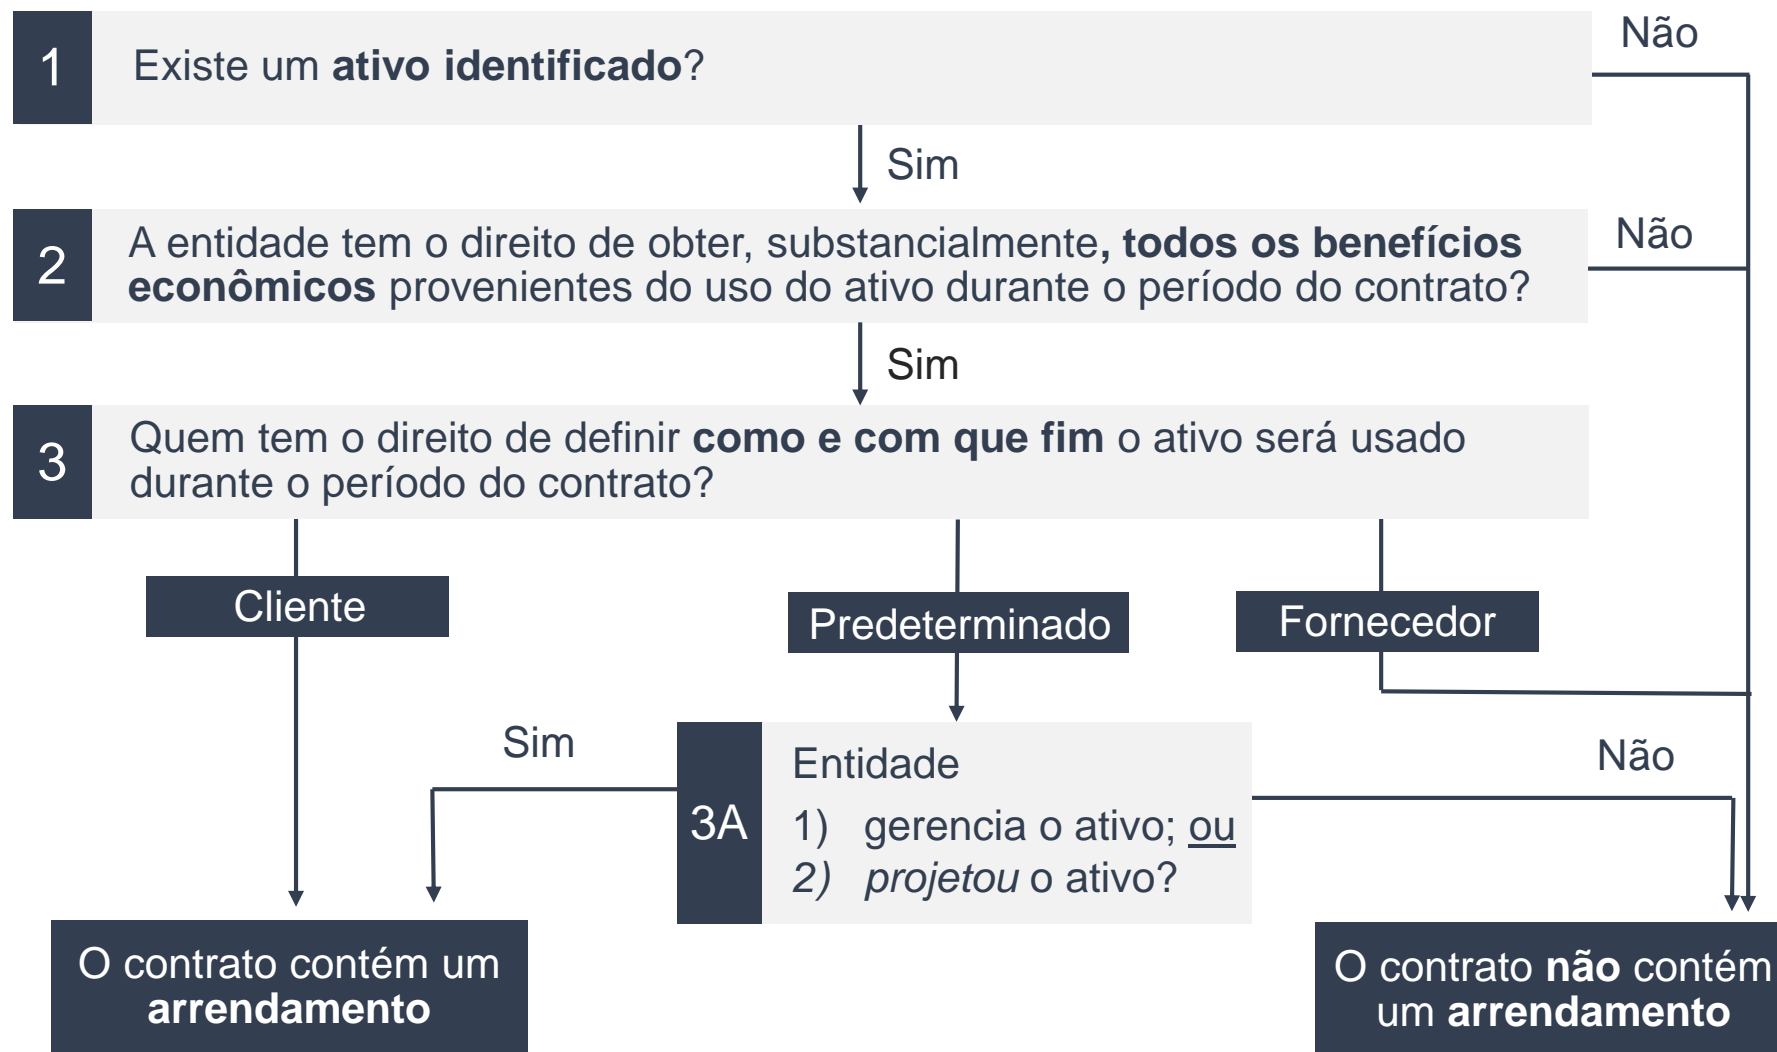 Não
1
Existe um ativo identificado?
Sim
2
A entidade tem o direito de obter, substancialmente, todos os benefícios
econômicos provenientes do uso do ativo durante o período do contrato?
Não
Sim
3
Quem tem o direito de definir como e com que fim o ativo será usado
durante o período do contrato?
Cliente
Predeterminado
Fornecedor
Sim
Não
3A
Entidade
1) gerencia o ativo; ou
2) projetou o ativo?
O contrato contém um
arrendamento
O contrato não contém
um arrendamento